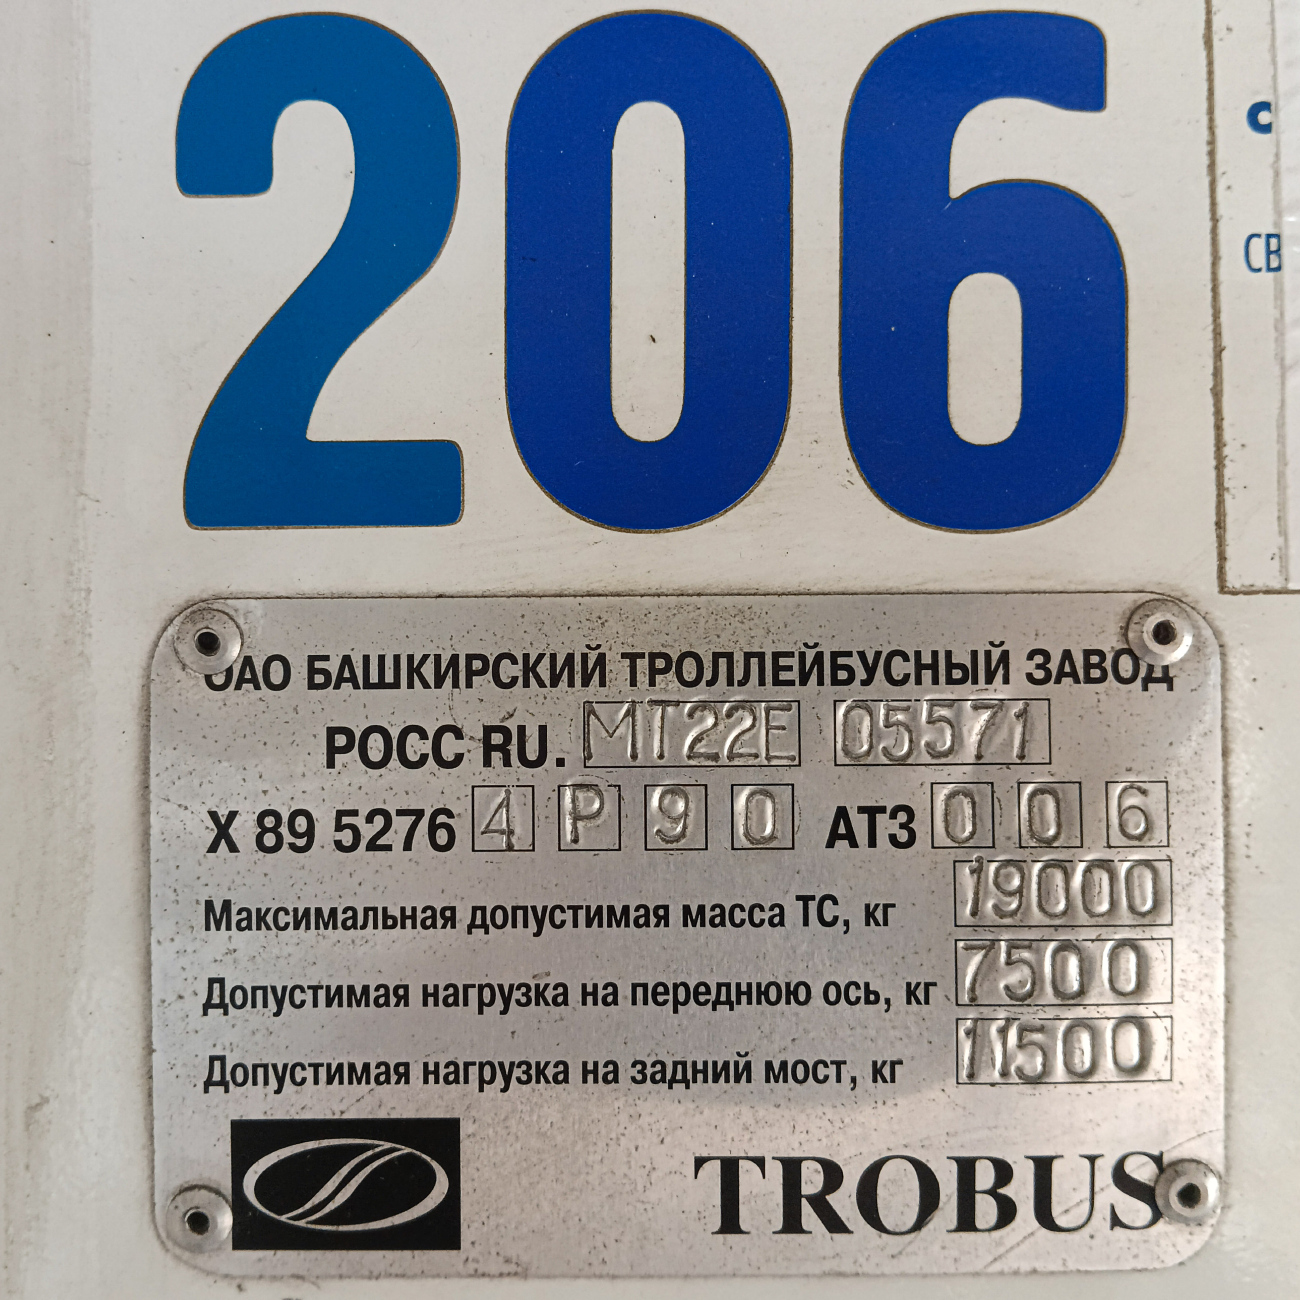 206
СВ
ОАО БАШКИРСКИЙ ТРОЛЛЕЙБУСНЫЙ ЗАВОД
РОСС RU. МТ22Е 05571
X 89 5276 4 P 9 0 АТЗ 0 0 6
Максимальная допустимая масса ТС, кг 19000
Допустимая нагрузка на переднюю ось, кг 7500
Допустимая нагрузка на задний мост, кг 11500
TROBUS